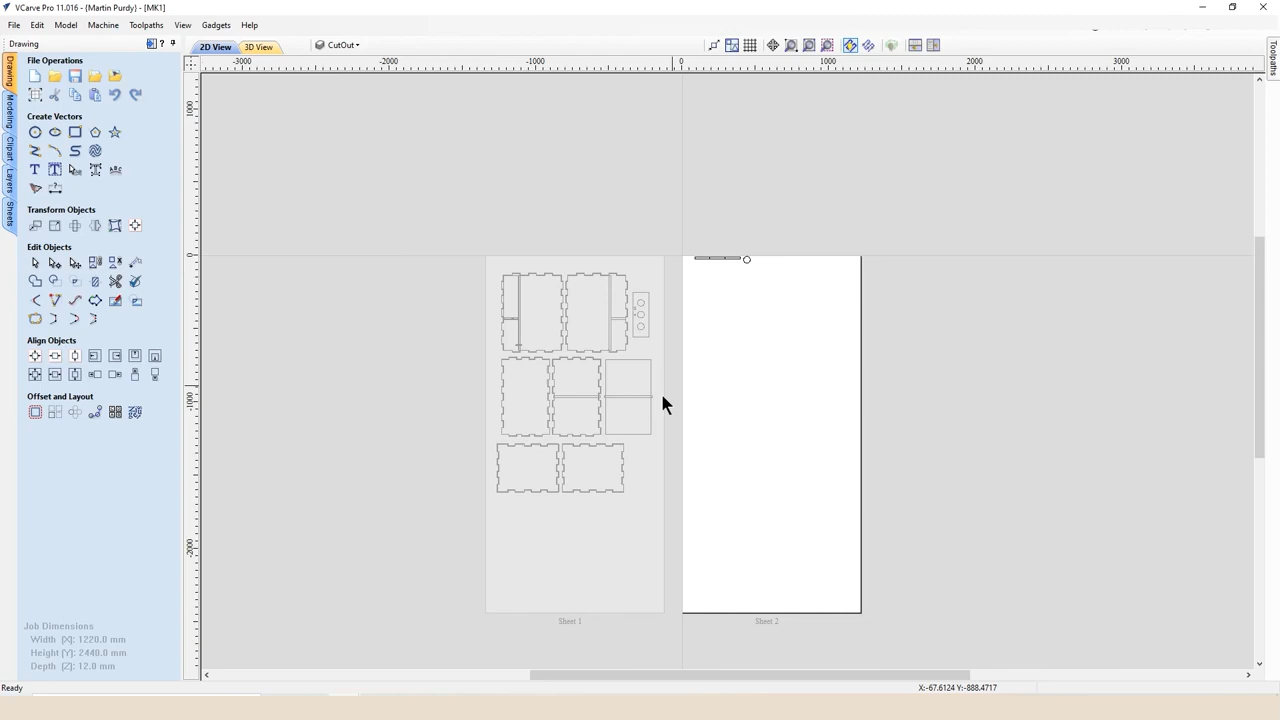 VCarve Pro 11.016 - {Martin Purdy} - [MK1]
File Edit Model Machine Toolpaths View Gadgets Help
Drawing
2D View
3D View
CutOut
Toolpaths
-3000 -2000 -1000 0 1000 2000 3000
File Operations
Drawing
Modeling
Clipart
Layers
Sheets
1000
0
-1000
-2000
Create Vectors
Transform Objects
Edit Objects
Align Objects
Offset and Layout
Sheet 1
Sheet 2
Job Dimensions
Width (X): 1220.0 mm
Height (Y): 2440.0 mm
Depth (Z): 12.0 mm
Ready
X:-67.6124 Y:-888.4717